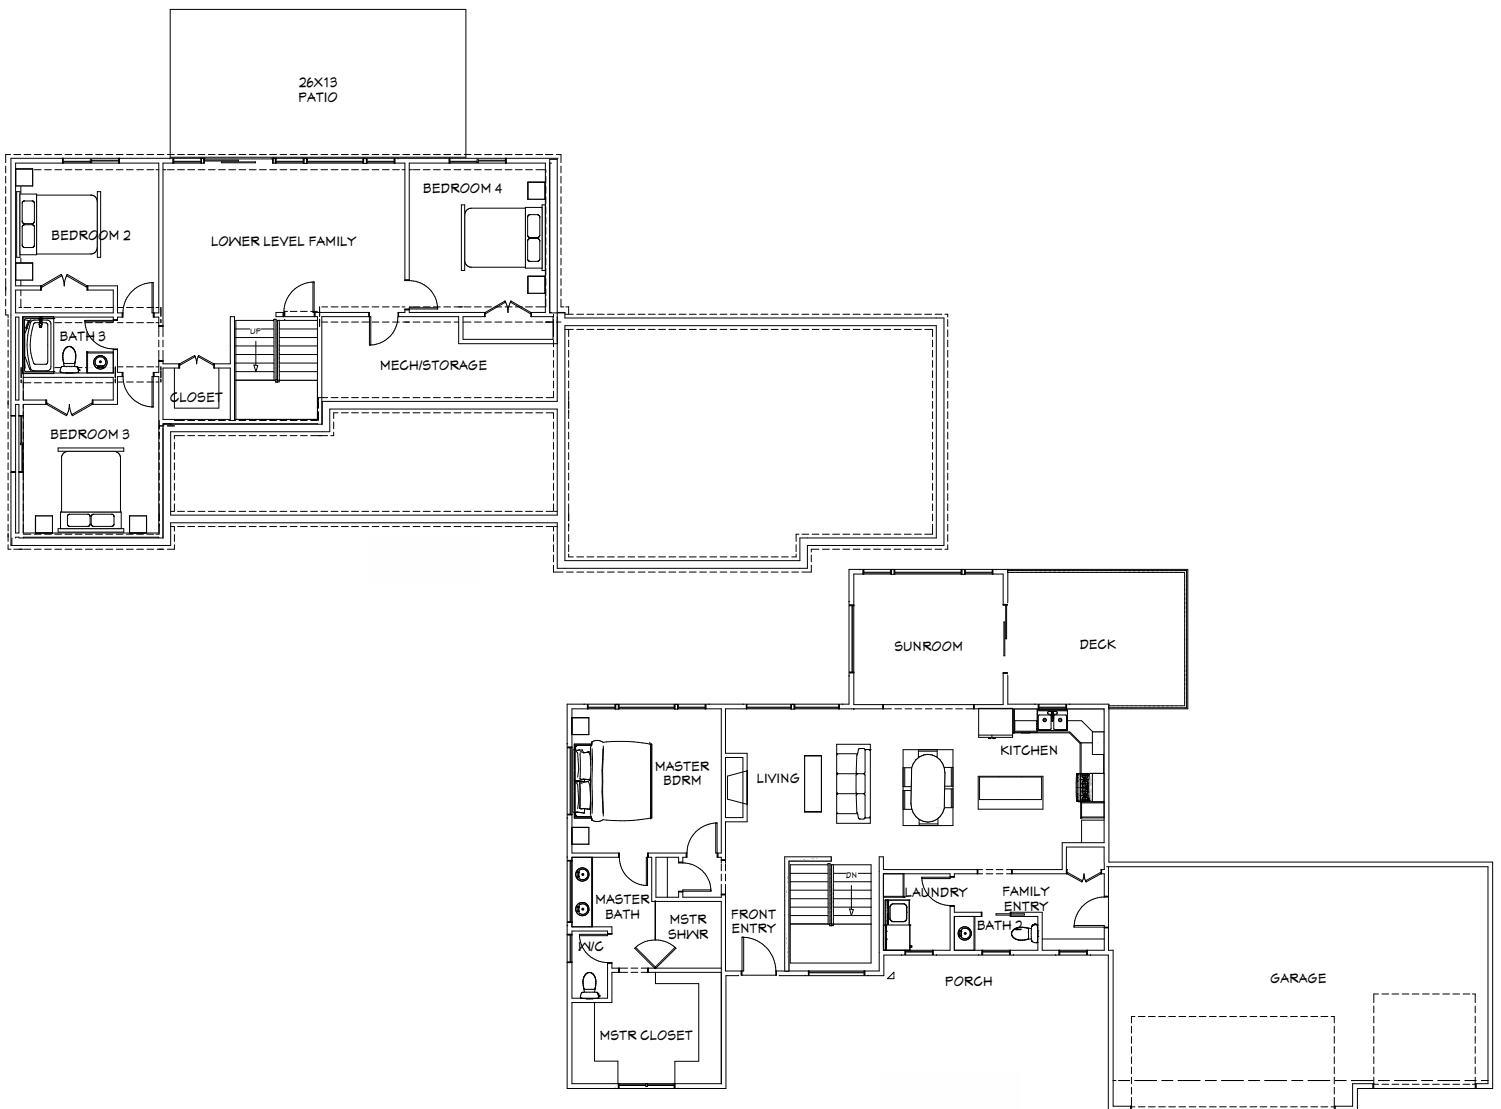 26X13
PATIO
BEDROOM 4
BEDROOM 2
LOWER LEVEL FAMILY
UP
BATH 3
MECH/STORAGE
CLOSET
BEDROOM 3
SUNROOM
DECK
KITCHEN
MASTER
BDRM
LIVING
DN
LAUNDRY
FAMILY
ENTRY
MASTER
BATH
MSTR
SHWR
FRONT
ENTRY
BATH 2
W/C
PORCH
GARAGE
MSTR CLOSET